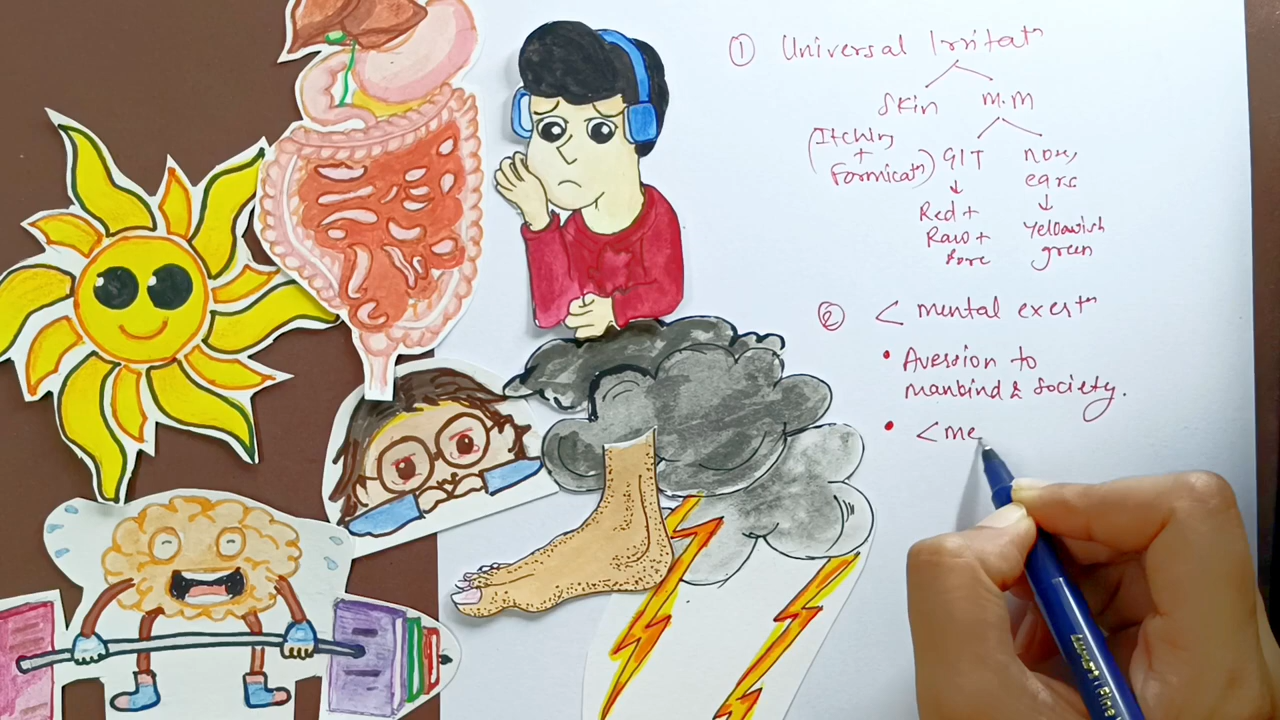 ① Universal Irritatⁿ
Skin M.M
(Itching + Formicatⁿ)
GIT
↓
Red +
Raw +
Sore
nose,
ears
↓
Yellowish
green
② < mental exertⁿ
• Aversion to
mankind & Society.
• < me